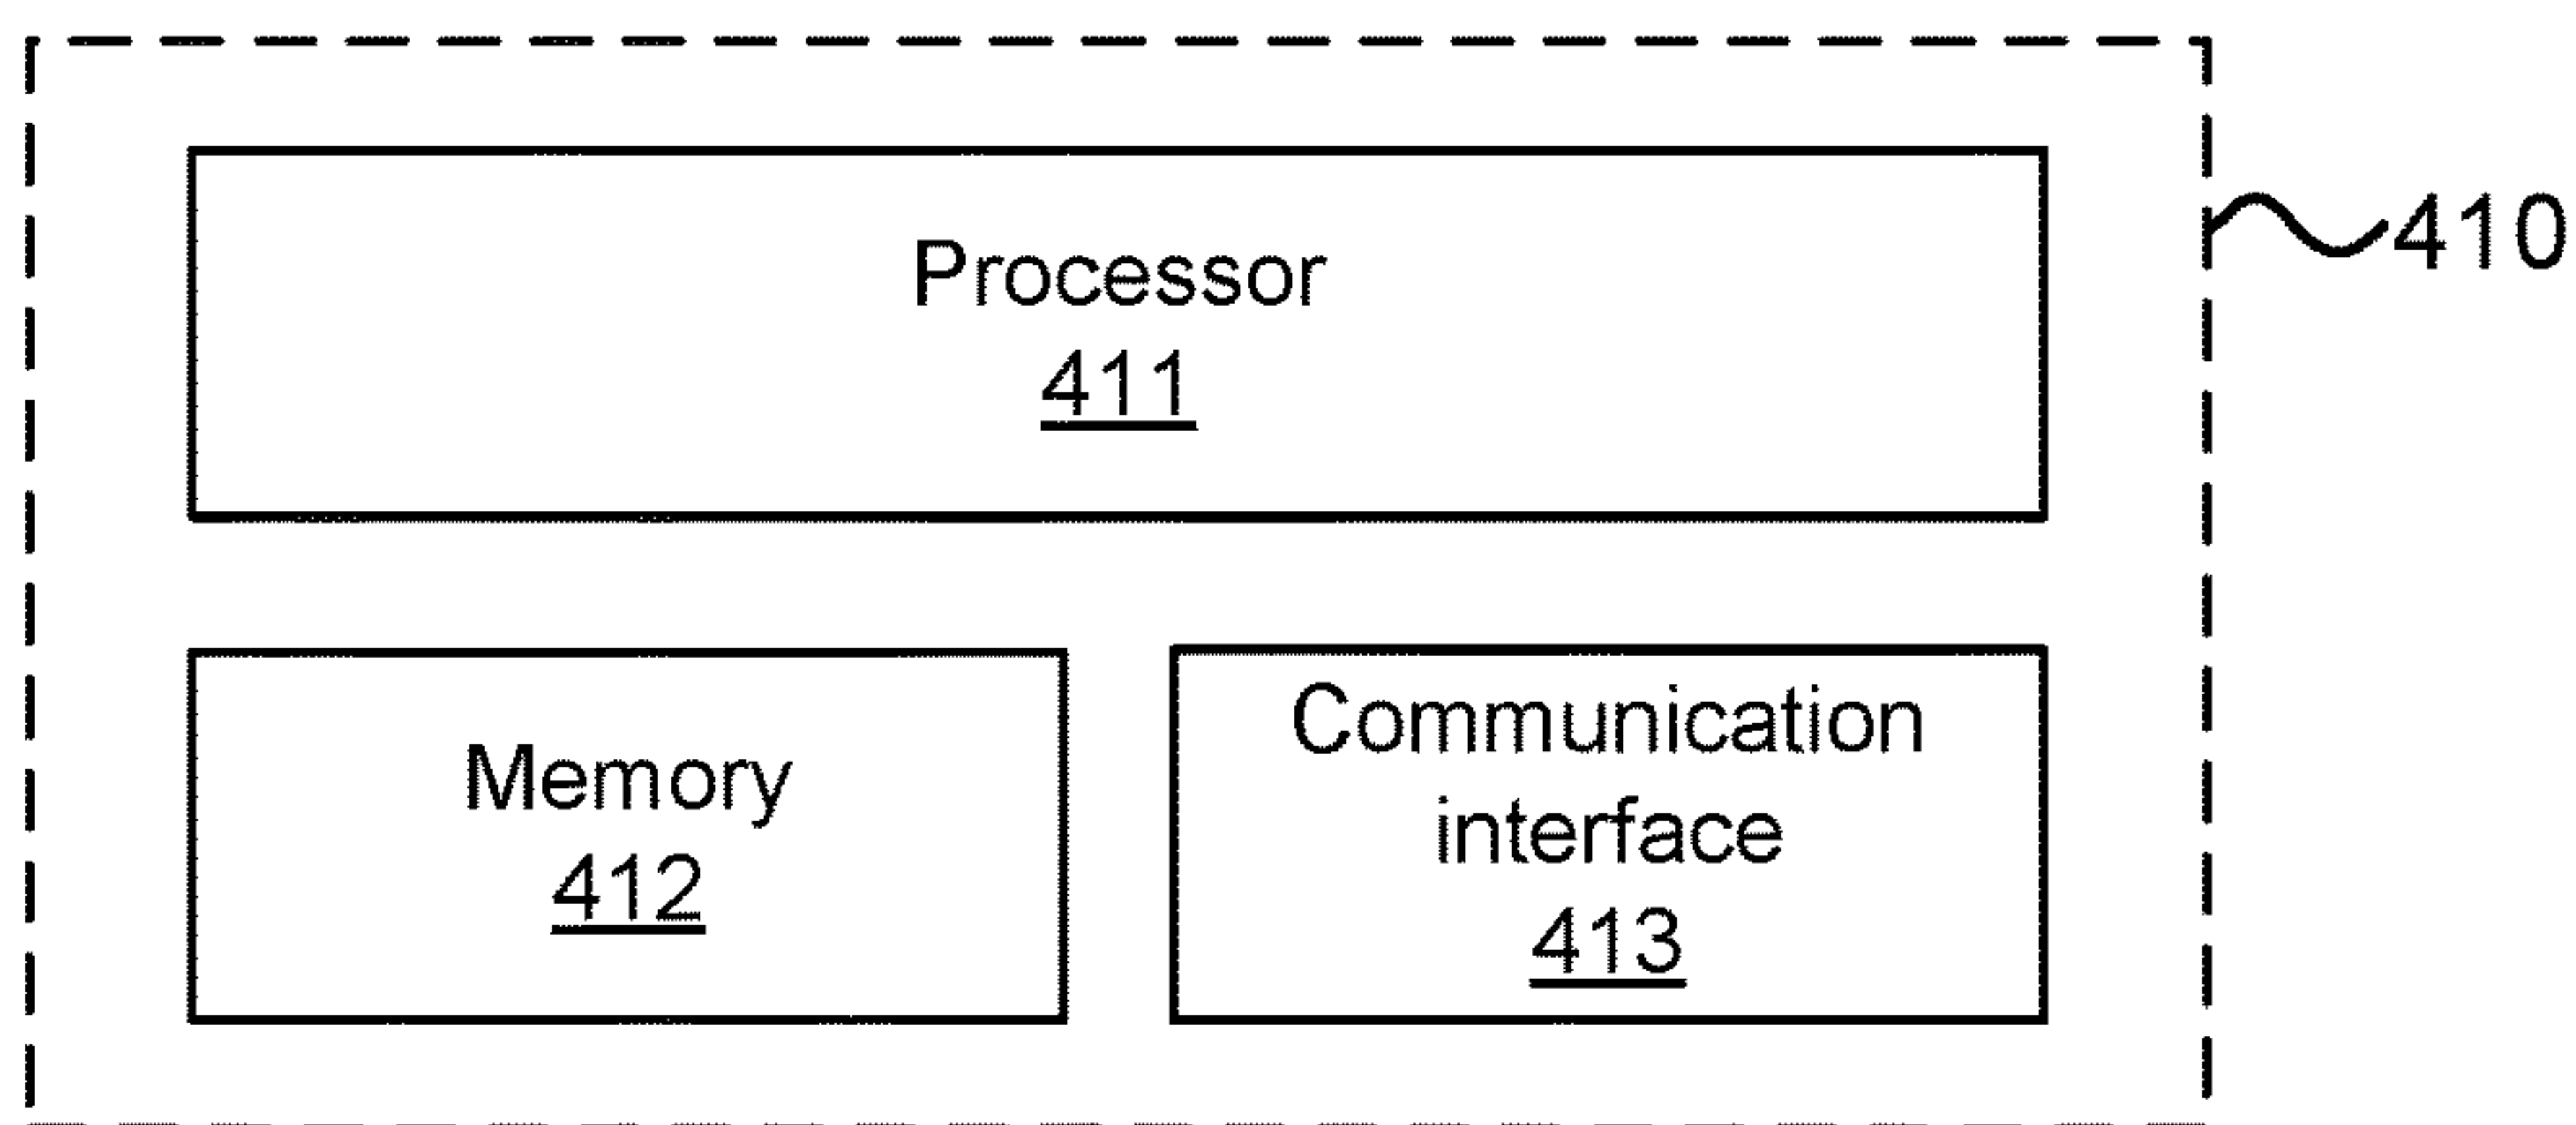 Processor
411
410
Memory
412
Communication
interface
413